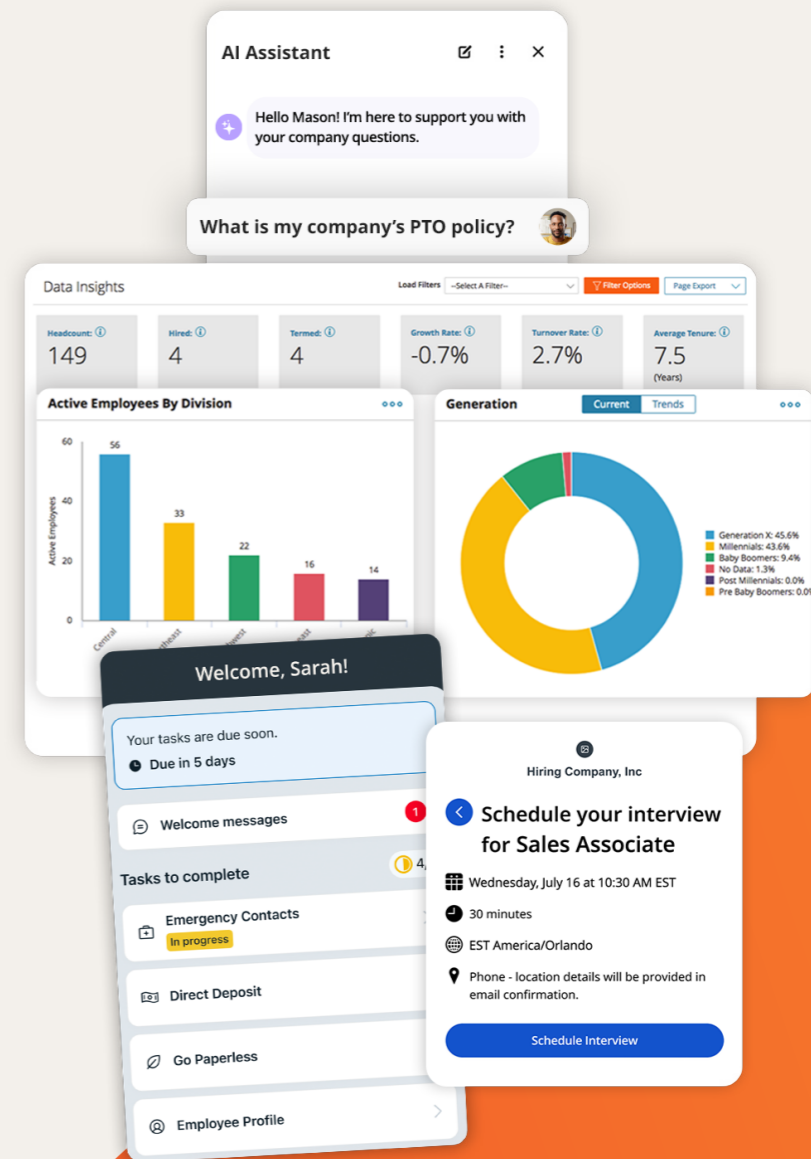 AI Assistant
Hello Mason! I'm here to support you with
your company questions.
What is my company's PTO policy?
Data Insights
Load Filters
--Select A Filter--
Filter Options
Page Export
Headcount:
149
Hired:
4
Termed:
4
Growth Rate:
-0.7%
Turnover Rate:
2.7%
Average Tenure:
7.5
(Years)
Active Employees By Division
Active Employees
60
40
20
0
56
33
22
16
14
Central
Generation
Current
Trends
Generation X: 45.6%
Millennials: 43.6%
Baby Boomers: 9.4%
No Data: 1.3%
Post Millennials: 0.0%
Pre Baby Boomers: 0.0%
Welcome, Sarah!
Your tasks are due soon.
Due in 5 days
Welcome messages
1
Tasks to complete
Emergency Contacts
In progress
Direct Deposit
Go Paperless
Employee Profile
Hiring Company, Inc
Schedule your interview
for Sales Associate
Wednesday, July 16 at 10:30 AM EST
30 minutes
EST America/Orlando
Phone - location details will be provided in
email confirmation.
Schedule Interview